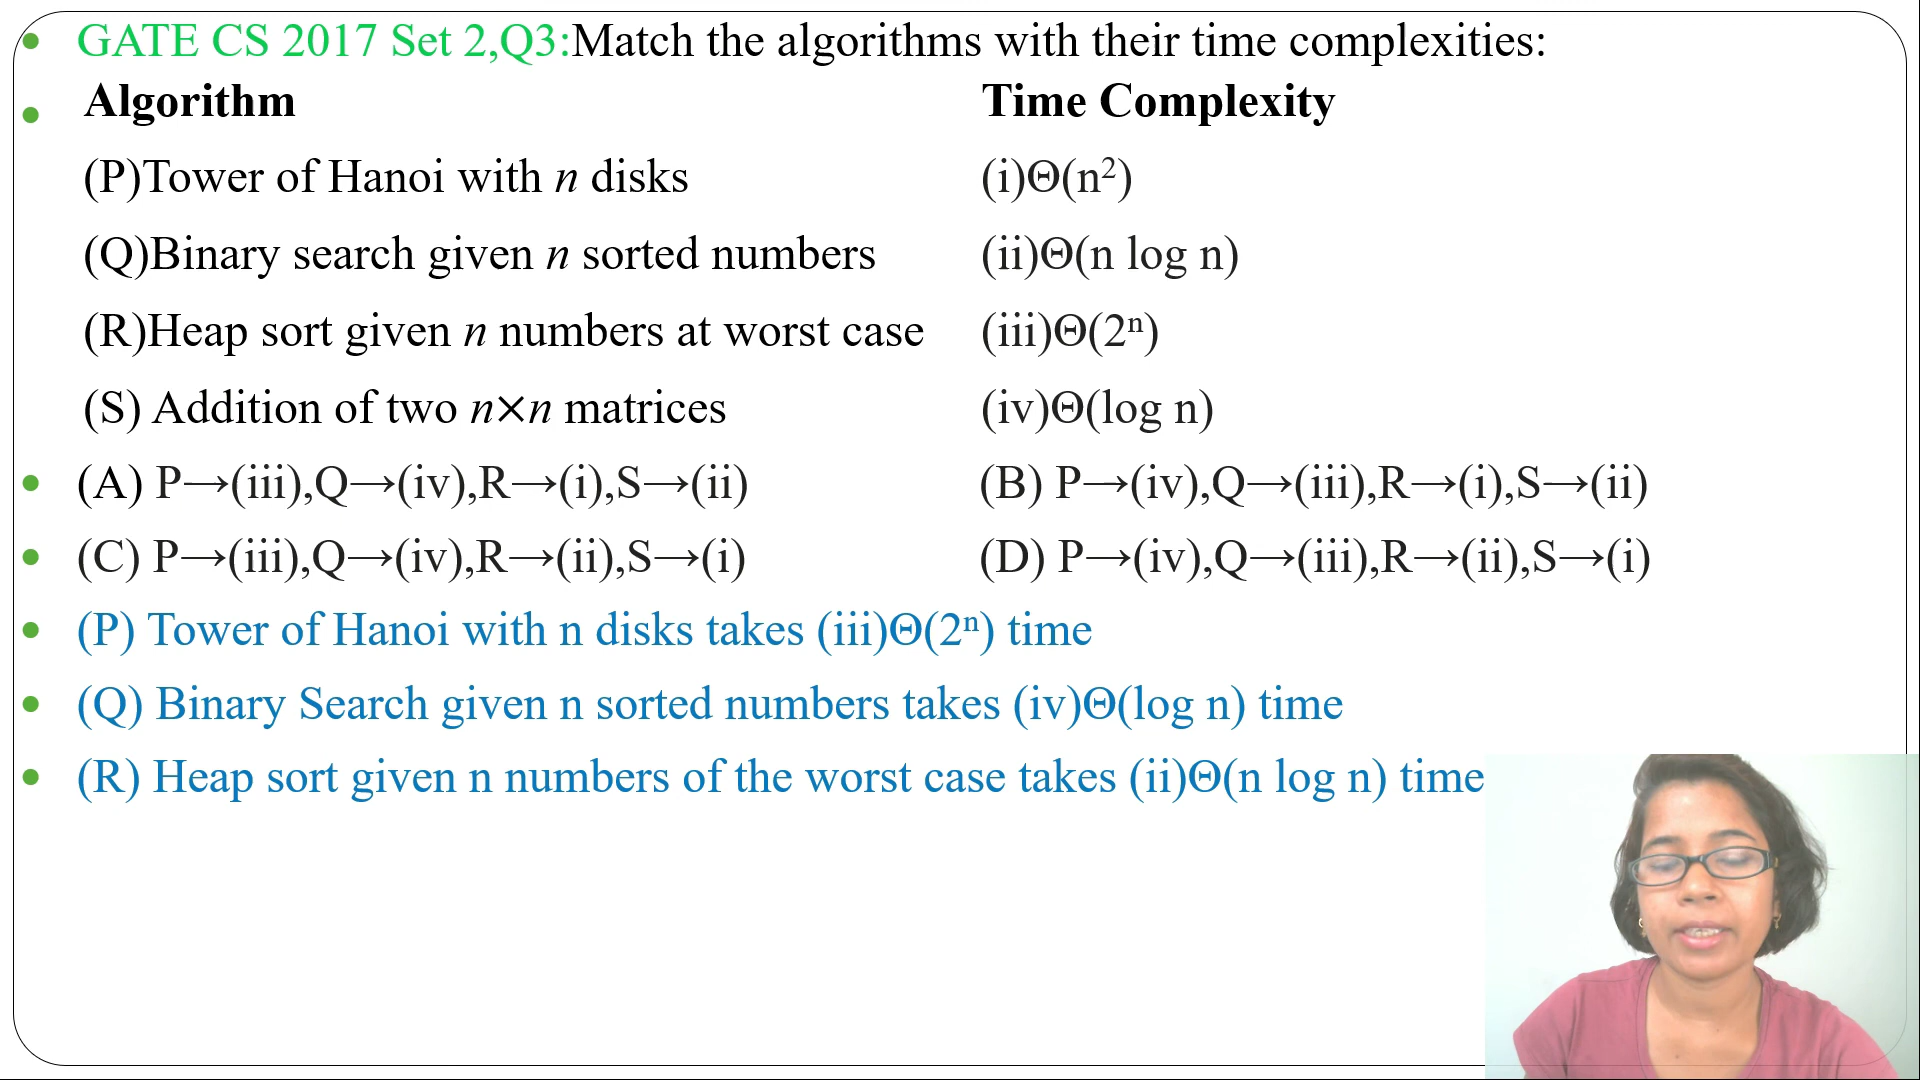 GATE CS 2017 Set 2,Q3:Match the algorithms with their time complexities:
Algorithm Time Complexity
(P)Tower of Hanoi with n disks (i)Θ(n²)
(Q)Binary search given n sorted numbers (ii)Θ(n log n)
(R)Heap sort given n numbers at worst case (iii)Θ(2ⁿ)
(S) Addition of two n×n matrices (iv)Θ(log n)
(A) P→(iii),Q→(iv),R→(i),S→(ii) (B) P→(iv),Q→(iii),R→(i),S→(ii)
(C) P→(iii),Q→(iv),R→(ii),S→(i) (D) P→(iv),Q→(iii),R→(ii),S→(i)
(P) Tower of Hanoi with n disks takes (iii)Θ(2ⁿ) time
(Q) Binary Search given n sorted numbers takes (iv)Θ(log n) time
(R) Heap sort given n numbers of the worst case takes (ii)Θ(n log n) time